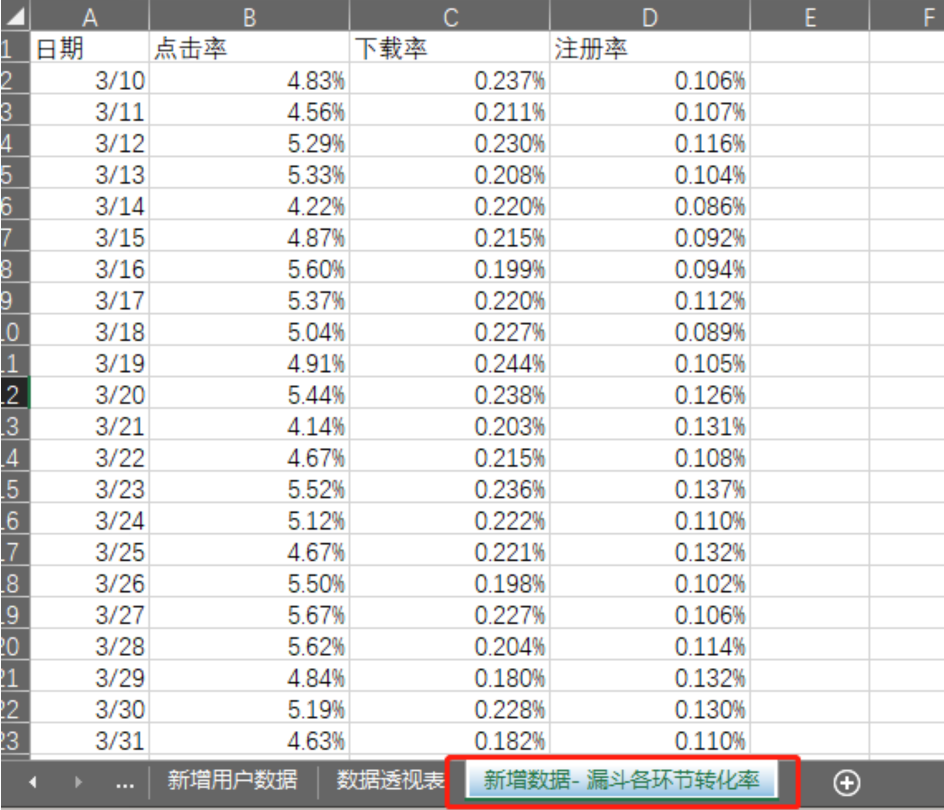 A B C D E F
1 日期 点击率 下载率 注册率
2 3/10 4.83% 0.237% 0.106%
3 3/11 4.56% 0.211% 0.107%
4 3/12 5.29% 0.230% 0.116%
5 3/13 5.33% 0.208% 0.104%
6 3/14 4.22% 0.220% 0.086%
7 3/15 4.87% 0.215% 0.092%
8 3/16 5.60% 0.199% 0.094%
9 3/17 5.37% 0.220% 0.112%
10 3/18 5.04% 0.227% 0.089%
11 3/19 4.91% 0.244% 0.105%
12 3/20 5.44% 0.238% 0.126%
13 3/21 4.14% 0.203% 0.131%
14 3/22 4.67% 0.215% 0.108%
15 3/23 5.52% 0.236% 0.137%
16 3/24 5.12% 0.222% 0.110%
17 3/25 4.67% 0.221% 0.132%
18 3/26 5.50% 0.198% 0.102%
19 3/27 5.67% 0.227% 0.106%
20 3/28 5.62% 0.204% 0.114%
21 3/29 4.84% 0.180% 0.132%
22 3/30 5.19% 0.228% 0.130%
23 3/31 4.63% 0.182% 0.110%
... 新增用户数据 数据透视表 新增数据- 漏斗各环节转化率